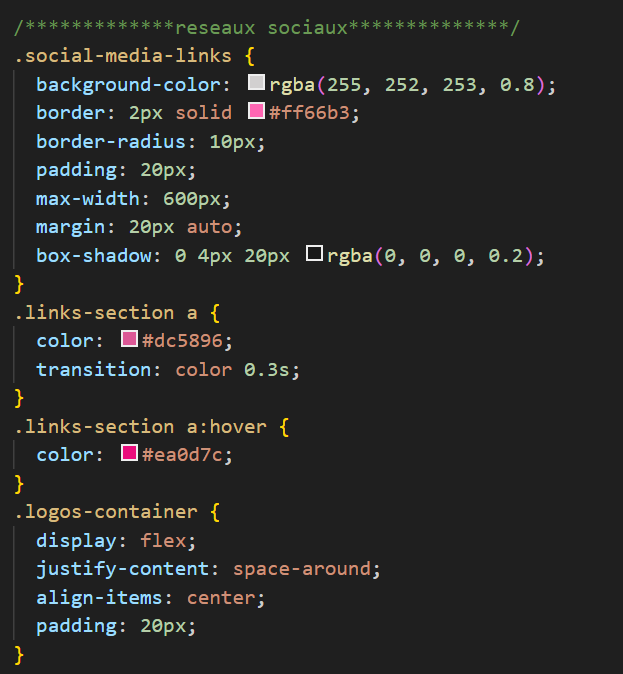 /*************reseaux sociaux**************/
.social-media-links {
  background-color: rgba(255, 252, 253, 0.8);
  border: 2px solid #ff66b3;
  border-radius: 10px;
  padding: 20px;
  max-width: 600px;
  margin: 20px auto;
  box-shadow: 0 4px 20px rgba(0, 0, 0, 0.2);
}
.links-section a {
  color: #dc5896;
  transition: color 0.3s;
}
.links-section a:hover {
  color: #ea0d7c;
}
.logos-container {
  display: flex;
  justify-content: space-around;
  align-items: center;
  padding: 20px;
}